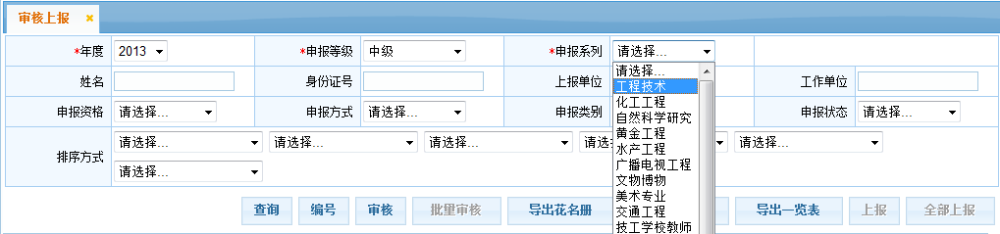 审核上报 ×
*年度 2013 *申报等级 中级 *申报系列 请选择...
请选择...
姓名 身份证号 上报单位 工程技术 工作单位
化工工程
申报资格 请选择... 申报方式 请选择... 申报类别 自然科学研究 申报状态 请选择...
黄金工程
排序方式 请选择... 请选择... 请选择... 请选 水产工程 请选择...
广播电视工程
请选择... 文物博物
美术专业
查询 编号 审核 批里审核 导出花名册 交通工程 导出一览表 上报 全部上报
技工学校教师